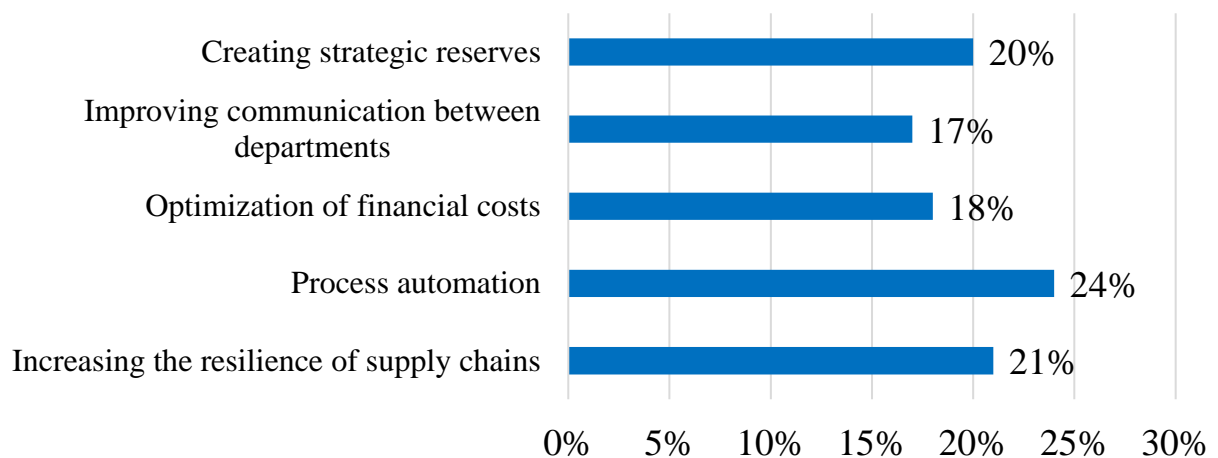 Creating strategic reserves
20%
Improving communication between
departments
17%
Optimization of financial costs
18%
Process automation
24%
Increasing the resilience of supply chains
21%
0% 5% 10% 15% 20% 25% 30%